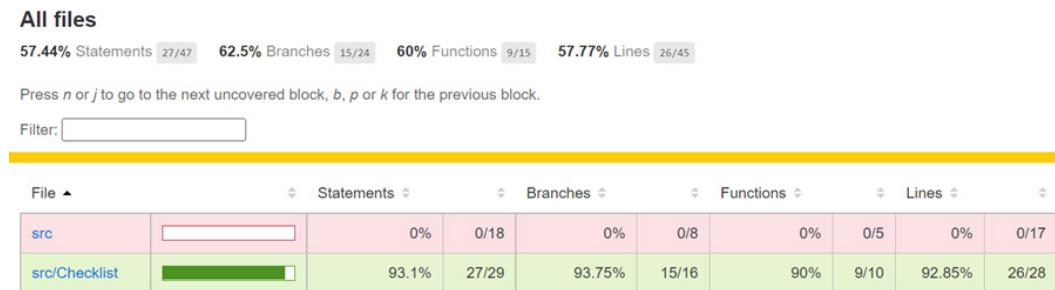 All files
57.44% Statements 27/47 62.5% Branches 15/24 60% Functions 9/15 57.77% Lines 26/45
Press n or j to go to the next uncovered block, b, p or k for the previous block.
Filter:
File Statements Branches Functions Lines
src 0% 0/18 0% 0/8 0% 0/5 0% 0/17
src/Checklist 93.1% 27/29 93.75% 15/16 90% 9/10 92.85% 26/28